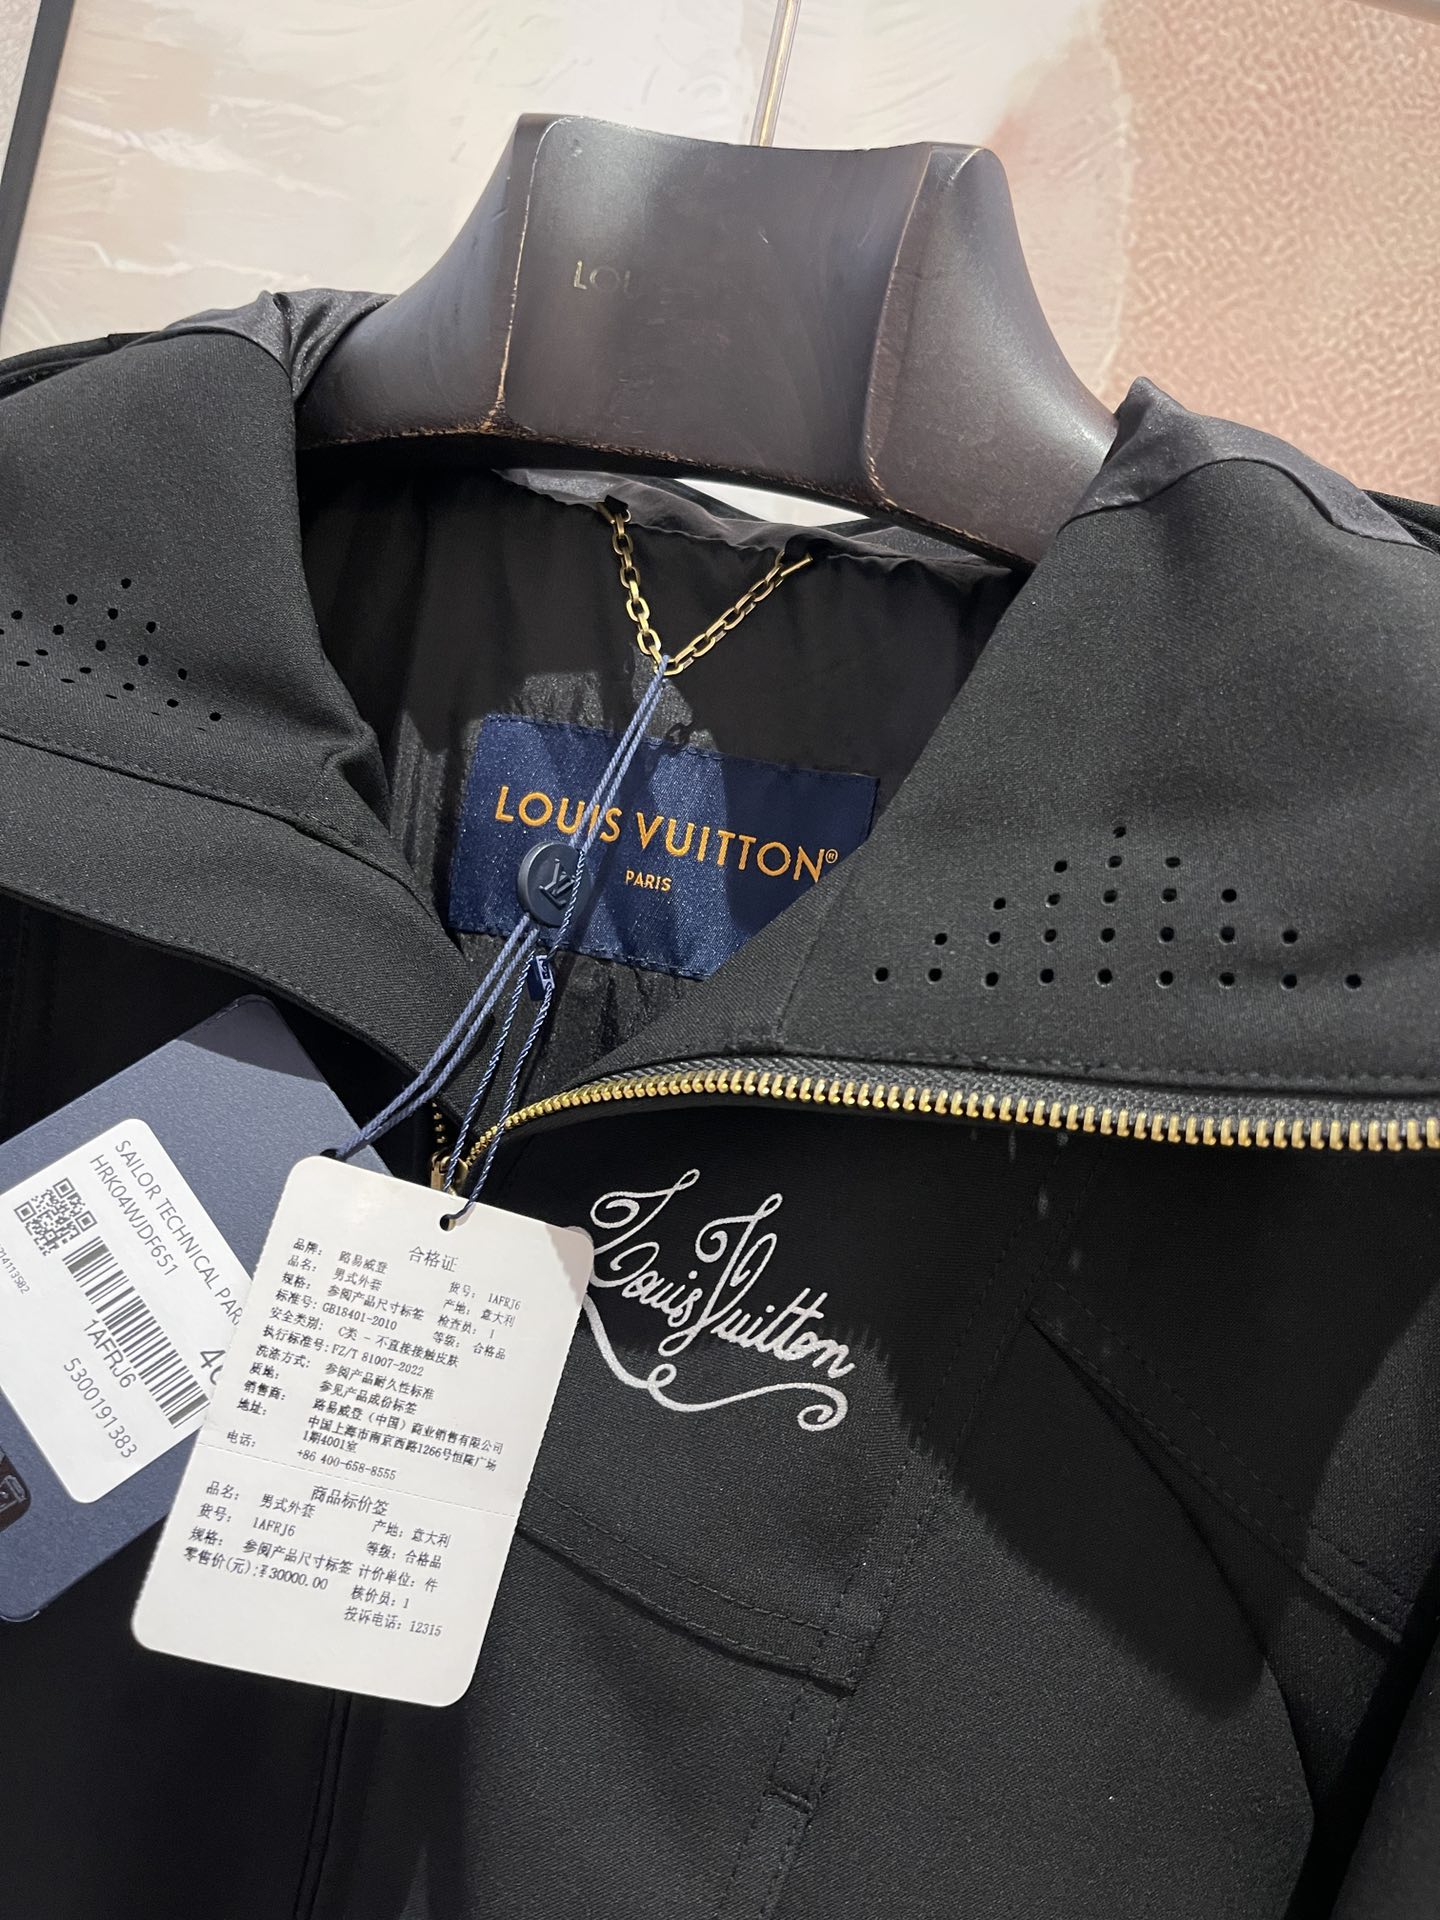 LOU
LOUIS VUITTON®
PARIS
LV
SAILOR TECHNICAL PAR
HRK04WJDF651
214113582
1AFRJ6
5300191383
合格证
品牌: 路易威登 货号: 1AFRJ6
品名: 男式外套 产地: 意大利
规格: 参阅产品尺寸标签 检查员: 1
标准号: GB18401-2010 等级: 合格品
安全类别: C类 - 不直接接触皮肤
执行标准号: FZ/T 81007-2022
洗涤方式: 参阅产品耐久性标准
质地: 参见产品成份标签
销售商: 路易威登（中国）商业销售有限公司
地址: 中国上海市南京西路1266号恒隆广场
1期4001室
电话: +86 400-658-8555
商品标价签
品名: 男式外套 产地: 意大利
货号: 1AFRJ6 等级: 合格品
规格: 参阅产品尺寸标签 计价单位: 件
零售价(元): ¥30000.00 核价员: 1
投诉电话: 12315
Louis Vuitton